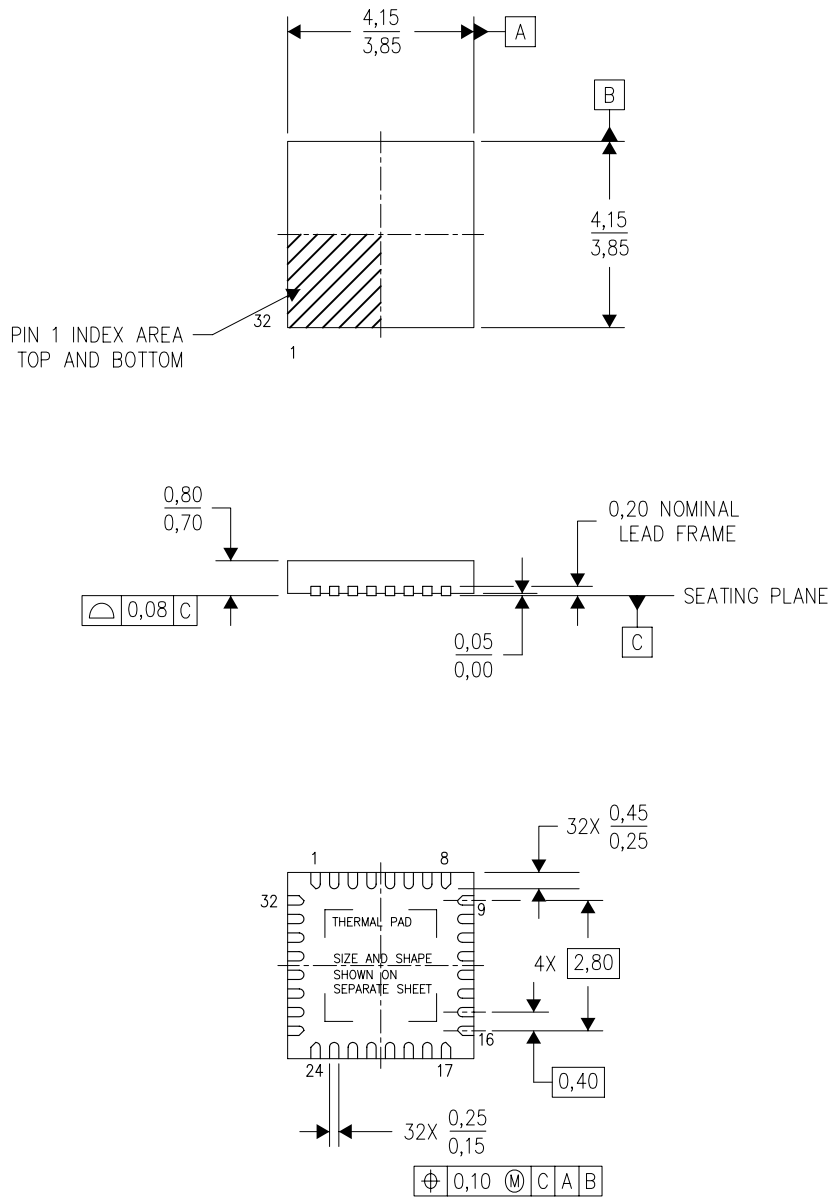 4,15
3,85
A
B
4,15
3,85
PIN 1 INDEX AREA
TOP AND BOTTOM
32
1
0,80
0,70
0,20 NOMINAL
LEAD FRAME
0,08 C
SEATING PLANE
0,05
0,00
C
32X 0,45
0,25
1
8
32
9
THERMAL PAD
SIZE AND SHAPE
SHOWN ON
SEPARATE SHEET
4X 2,80
16
24
17
0,40
32X 0,25
0,15
⌖ 0,10 Ⓜ C A B